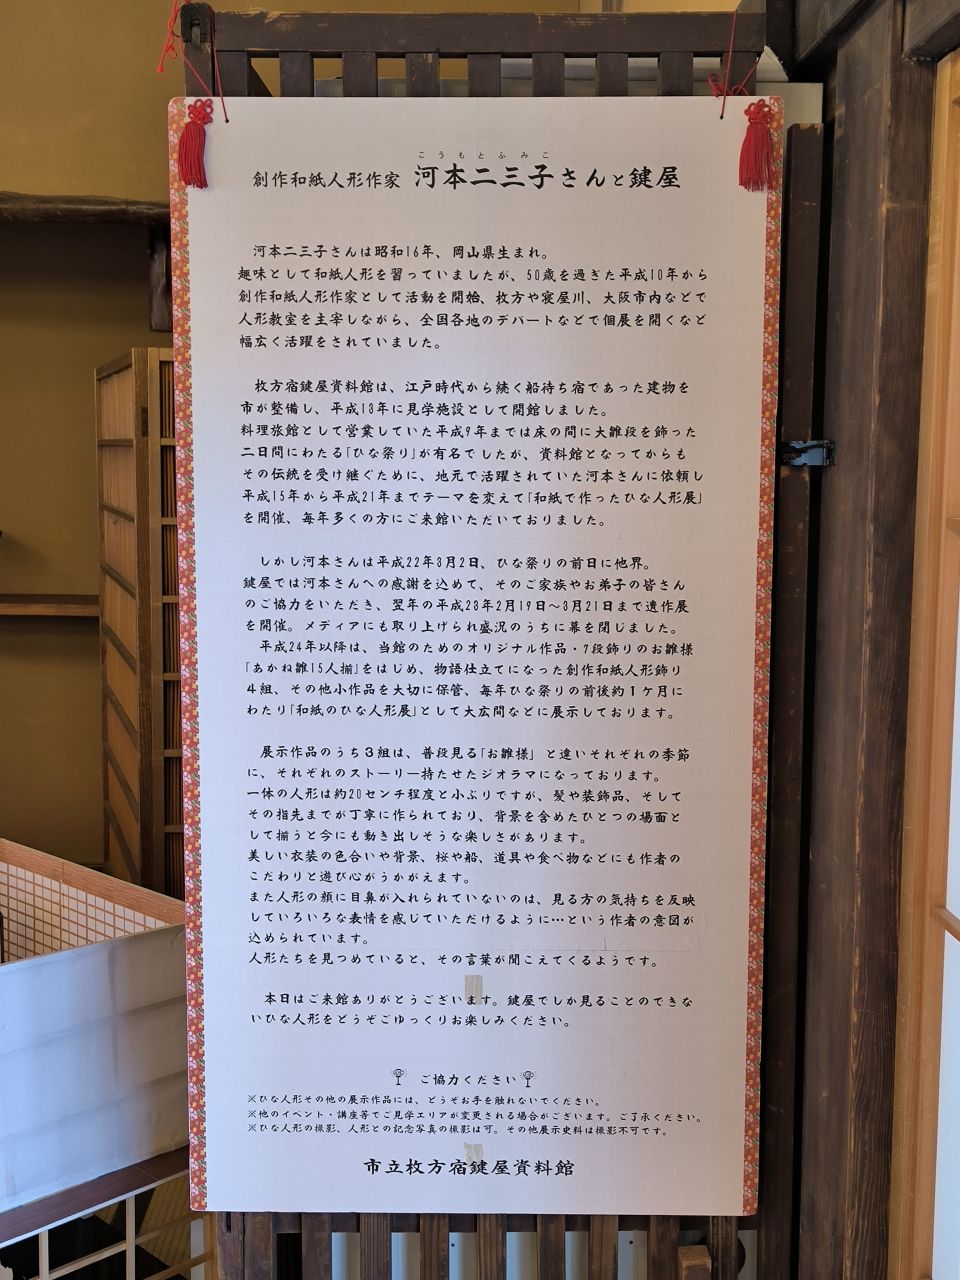 こうもとふみこ
創作和紙人形作家 河本二三子さんと鍵屋
河本二三子さんは昭和16年、岡山県生まれ。
趣味として和紙人形を習っていましたが、50歳を過ぎた平成10年から
創作和紙人形作家として活動を開始、枚方や寝屋川、大阪市内などで
人形教室を主宰しながら、全国各地のデパートなどで個展を開くなど
幅広く活躍をされていました。
枚方宿鍵屋資料館は、江戸時代から続く船待ち宿であった建物を
市が整備し、平成13年に見学施設として開館しました。
料理旅館として営業していた平成9年までは床の間に大雛段を飾った
二日間にわたる「ひな祭り」が有名でしたが、資料館となってからも
その伝統を受け継ぐために、地元で活躍されていた河本さんに依頼し
平成15年から平成21年までテーマを変えて「和紙で作ったひな人形展」
を開催、毎年多くの方にご来館いただいておりました。
しかし河本さんは平成22年3月2日、ひな祭りの前日に他界。
鍵屋では河本さんへの感謝を込めて、そのご家族やお弟子の皆さん
のご協力をいただき、翌年の平成23年2月19日～3月21日まで遺作展
を開催。メディアにも取り上げられ盛況のうちに幕を閉じました。
平成24年以降は、当館のためのオリジナル作品・7段飾りのお雛様
「あかね雛15人揃」をはじめ、物語仕立てになった創作和紙人形飾り
4組、その他小作品を大切に保管、毎年ひな祭りの前後約1ケ月に
わたり「和紙のひな人形展」として大広間などに展示しております。
展示作品のうち3組は、普段見る「お雛様」と違いそれぞれの季節
に、それぞれのストーリー持たせたジオラマになっております。
一体の人形は約20センチ程度と小ぶりですが、髪や装飾品、そして
その指先までが丁寧に作られており、背景を含めたひとつの場面と
して揃うと今にも動き出しそうな楽しさがあります。
美しい衣装の色合いや背景、桜や船、道具や食べ物などにも作者の
こだわりと遊び心がうかがえます。
また人形の顔に目鼻が入れられていないのは、見る方の気持ちを反映
していろいろな表情を感じていただけるように…という作者の意図が
込められています。
人形たちを見つめていると、その言葉が聞こえてくるようです。
本日はご来館ありがとうございます。鍵屋でしか見ることのできな
いひな人形をどうぞごゆっくりお楽しみください。
ご協力ください
※ひな人形その他の展示作品には、どうぞお手を触れないでください。
※他のイベント・講座等でご見学エリアが変更される場合がございます。ご了承ください。
※ひな人形の撮影、人形との記念写真の撮影は可。その他展示史料は撮影不可です。
市立枚方宿鍵屋資料館